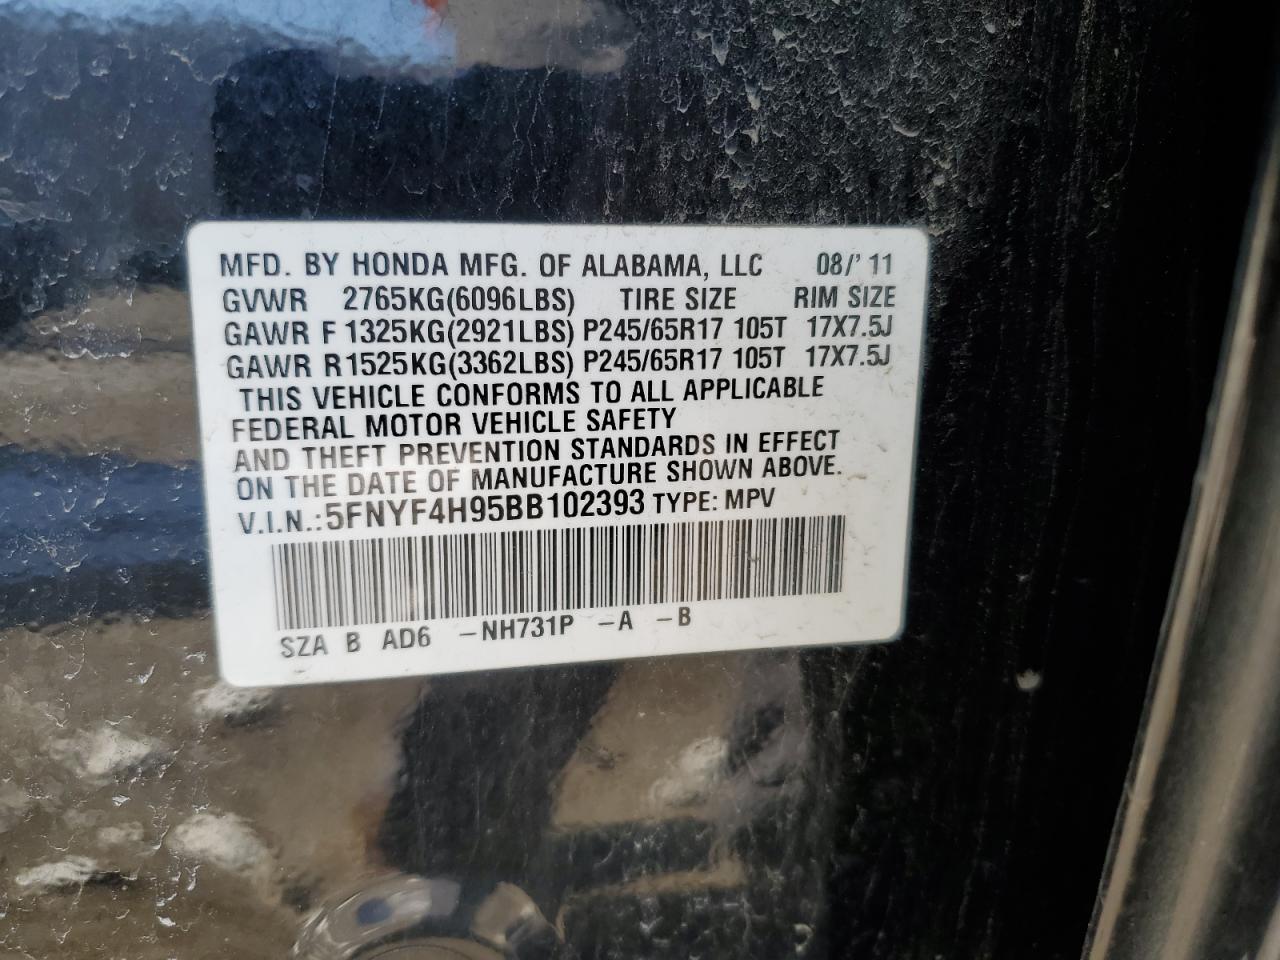 MFD. BY HONDA MFG. OF ALABAMA, LLC 08/' 11
GVWR 2765KG(6096LBS) TIRE SIZE RIM SIZE
GAWR F 1325KG(2921LBS) P245/65R17 105T 17X7.5J
GAWR R1525KG(3362LBS) P245/65R17 105T 17X7.5J
THIS VEHICLE CONFORMS TO ALL APPLICABLE
FEDERAL MOTOR VEHICLE SAFETY
AND THEFT PREVENTION STANDARDS IN EFFECT
ON THE DATE OF MANUFACTURE SHOWN ABOVE.
V.I.N.:5FNYF4H95BB102393 TYPE: MPV
SZA B AD6 –NH731P –A –B